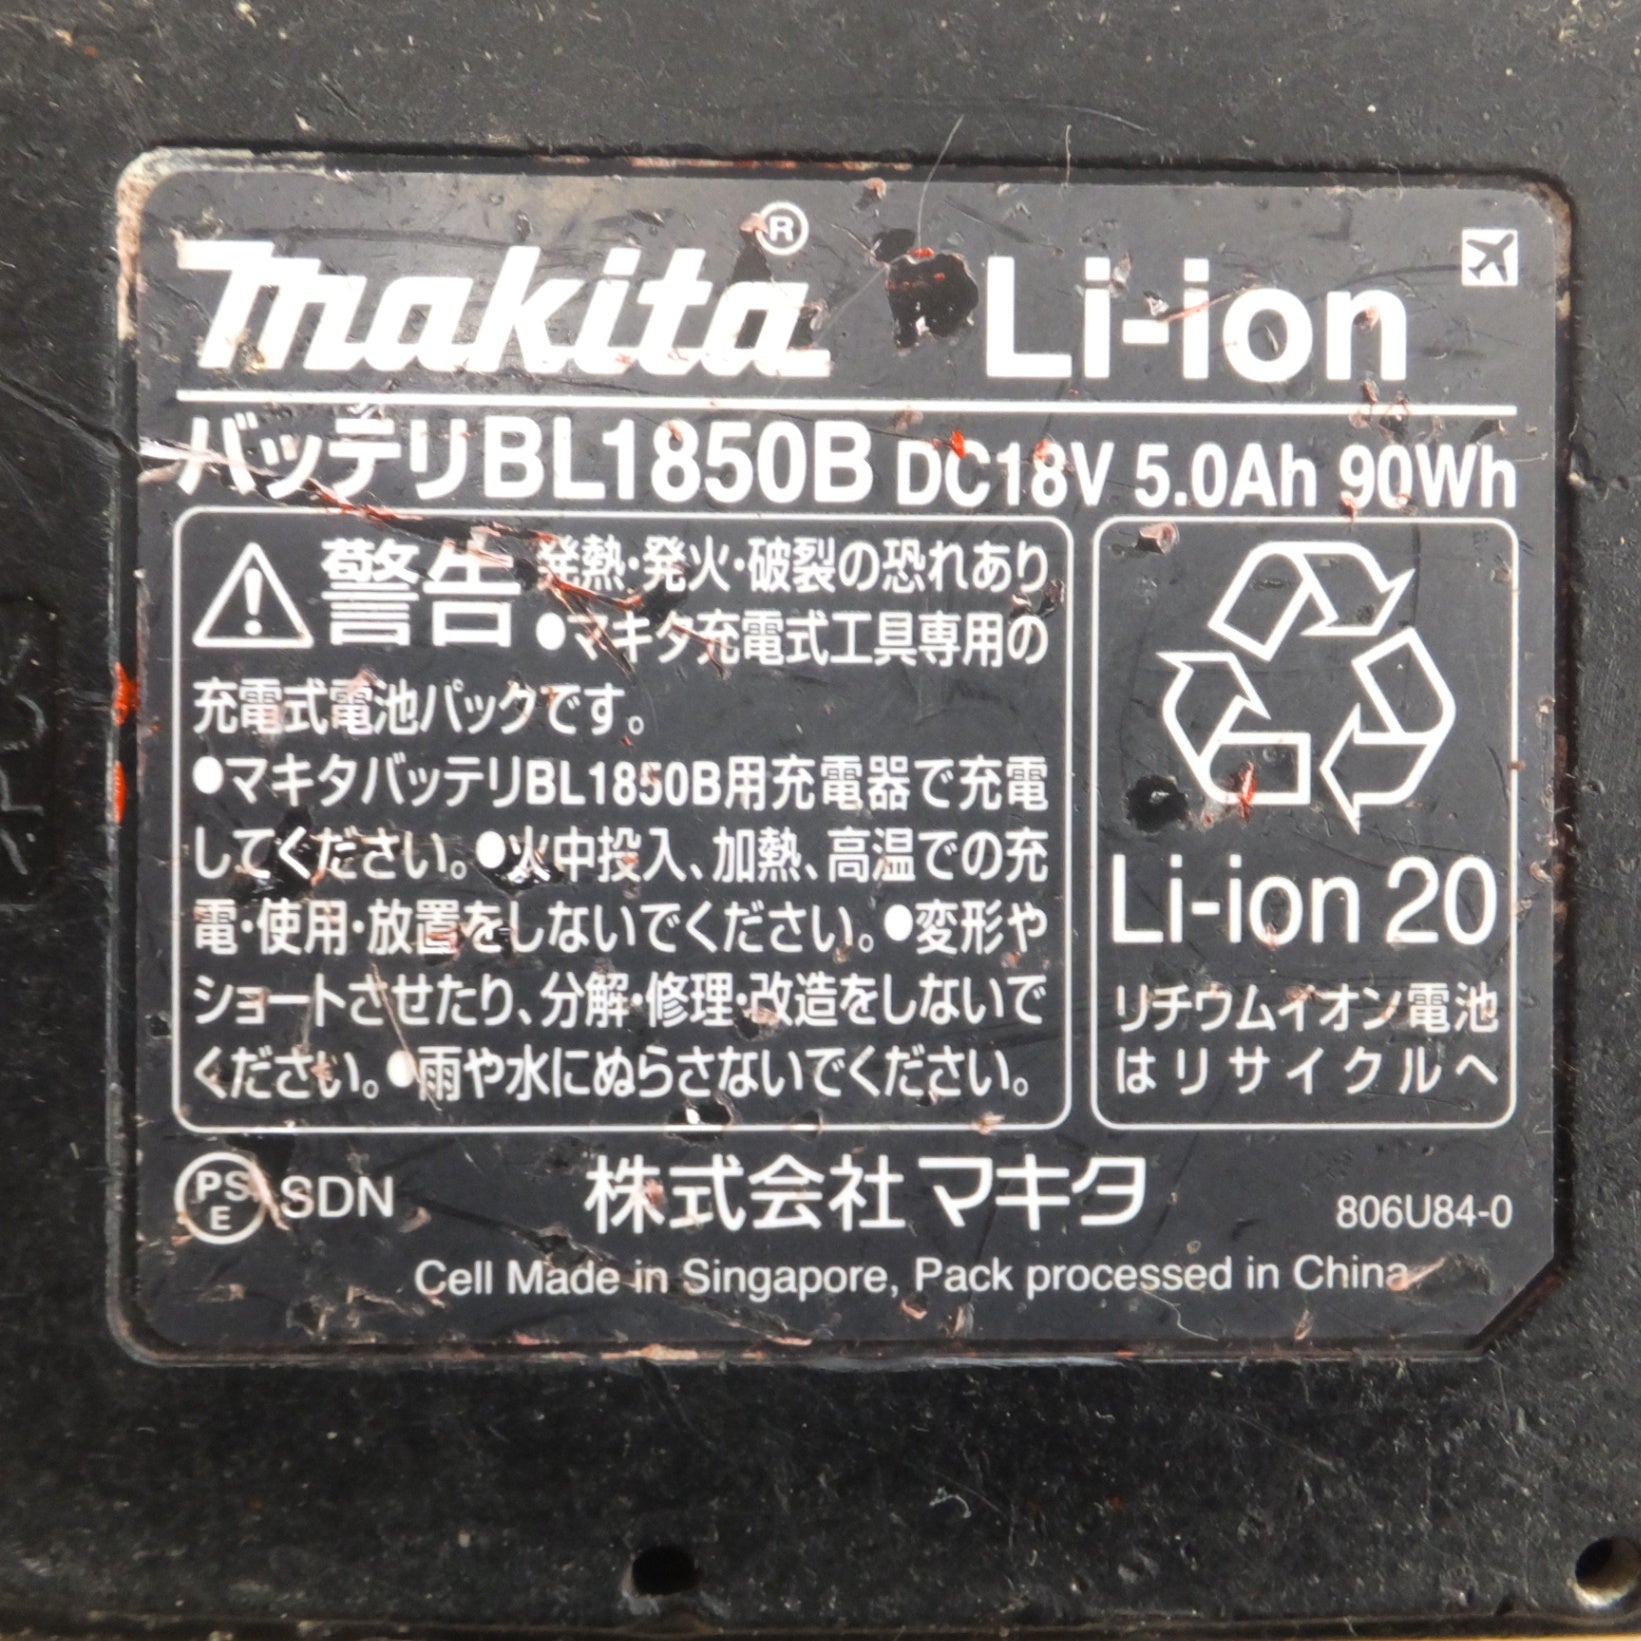 makita® Li-ion
バッテリBL1850B DC18V 5.0Ah 90Wh
警告 発熱・発火・破裂の恐れあり
●マキタ充電式工具専用の
充電式電池パックです。
●マキタバッテリBL1850B用充電器で充電
してください。●火中投入、加熱、高温での充
電・使用・放置をしないでください。●変形や
ショートさせたり、分解・修理・改造をしないで
ください。●雨や水にぬらさないでください。
Li-ion 20
リチウムイオン電池
はリサイクルへ
PS
E
SDN 株式会社マキタ 806U84-0
Cell Made in Singapore, Pack processed in China